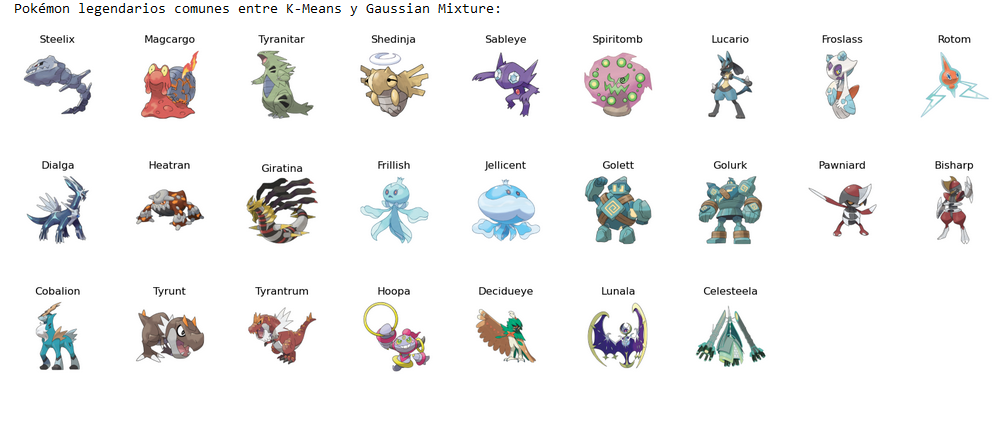 Pokémon legendarios comunes entre K-Means y Gaussian Mixture:
Steelix Magcargo Tyranitar Shedinja Sableye Spiritomb Lucario Froslass Rotom
Dialga Heatran Giratina Frillish Jellicent Golett Golurk Pawniard Bisharp
Cobalion Tyrunt Tyrantrum Hoopa Decidueye Lunala Celesteela